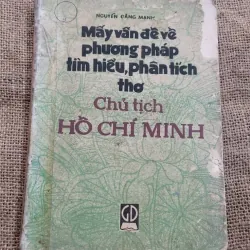 NGUYỄN ĐĂNG MẠNH
Mấy vấn đề về
phương pháp
tìm hiểu, phân tích
thơ
Chủ tịch
HỒ CHÍ MINH
GD